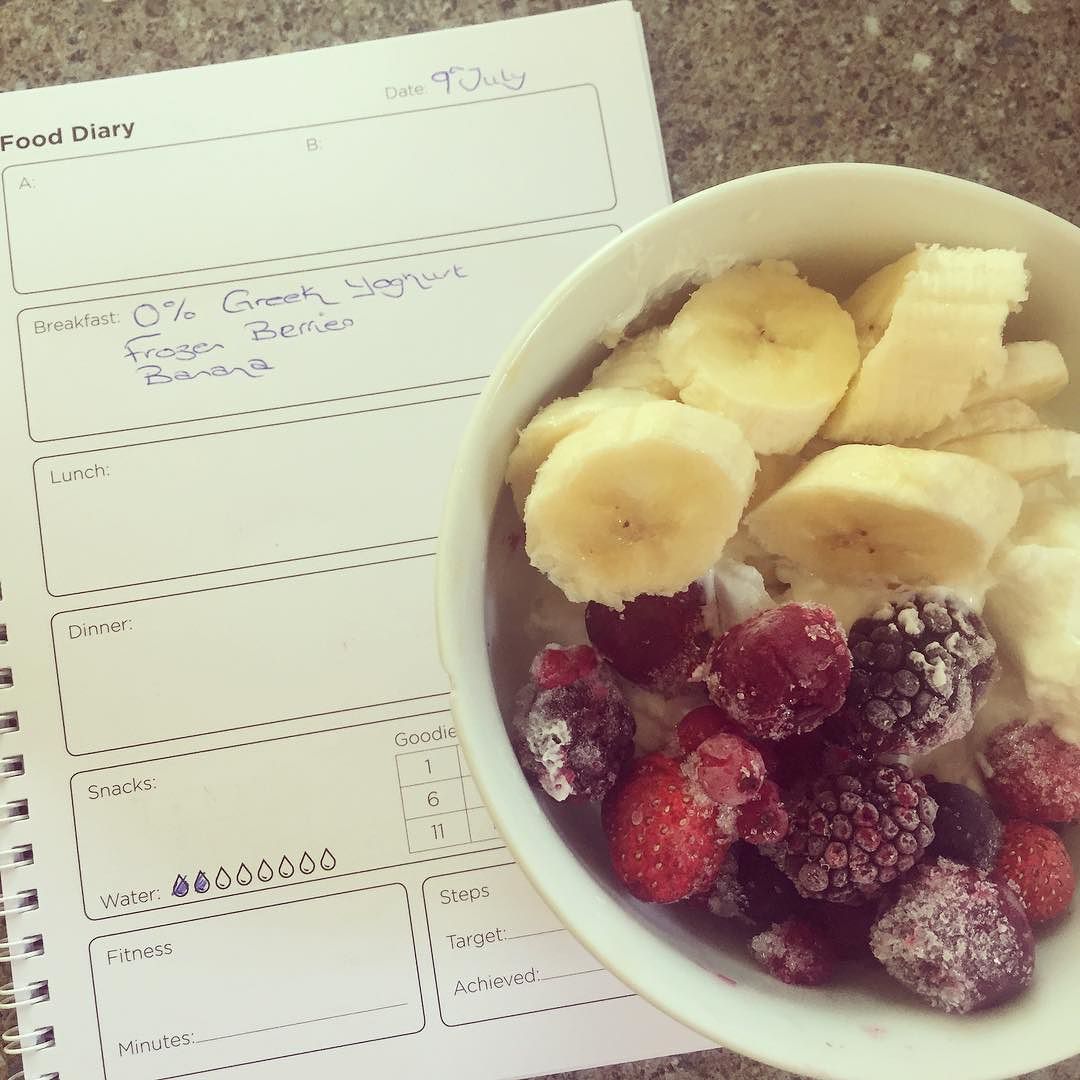 Date: 9th July
Food Diary
A:
B:
Breakfast: 0% Greek Yoghurt
Frozen Berries
Banana
Lunch:
Dinner:
Goodie
Snacks:
1
6
11
Water:
Fitness
Minutes:
Steps
Target:
Achieved: